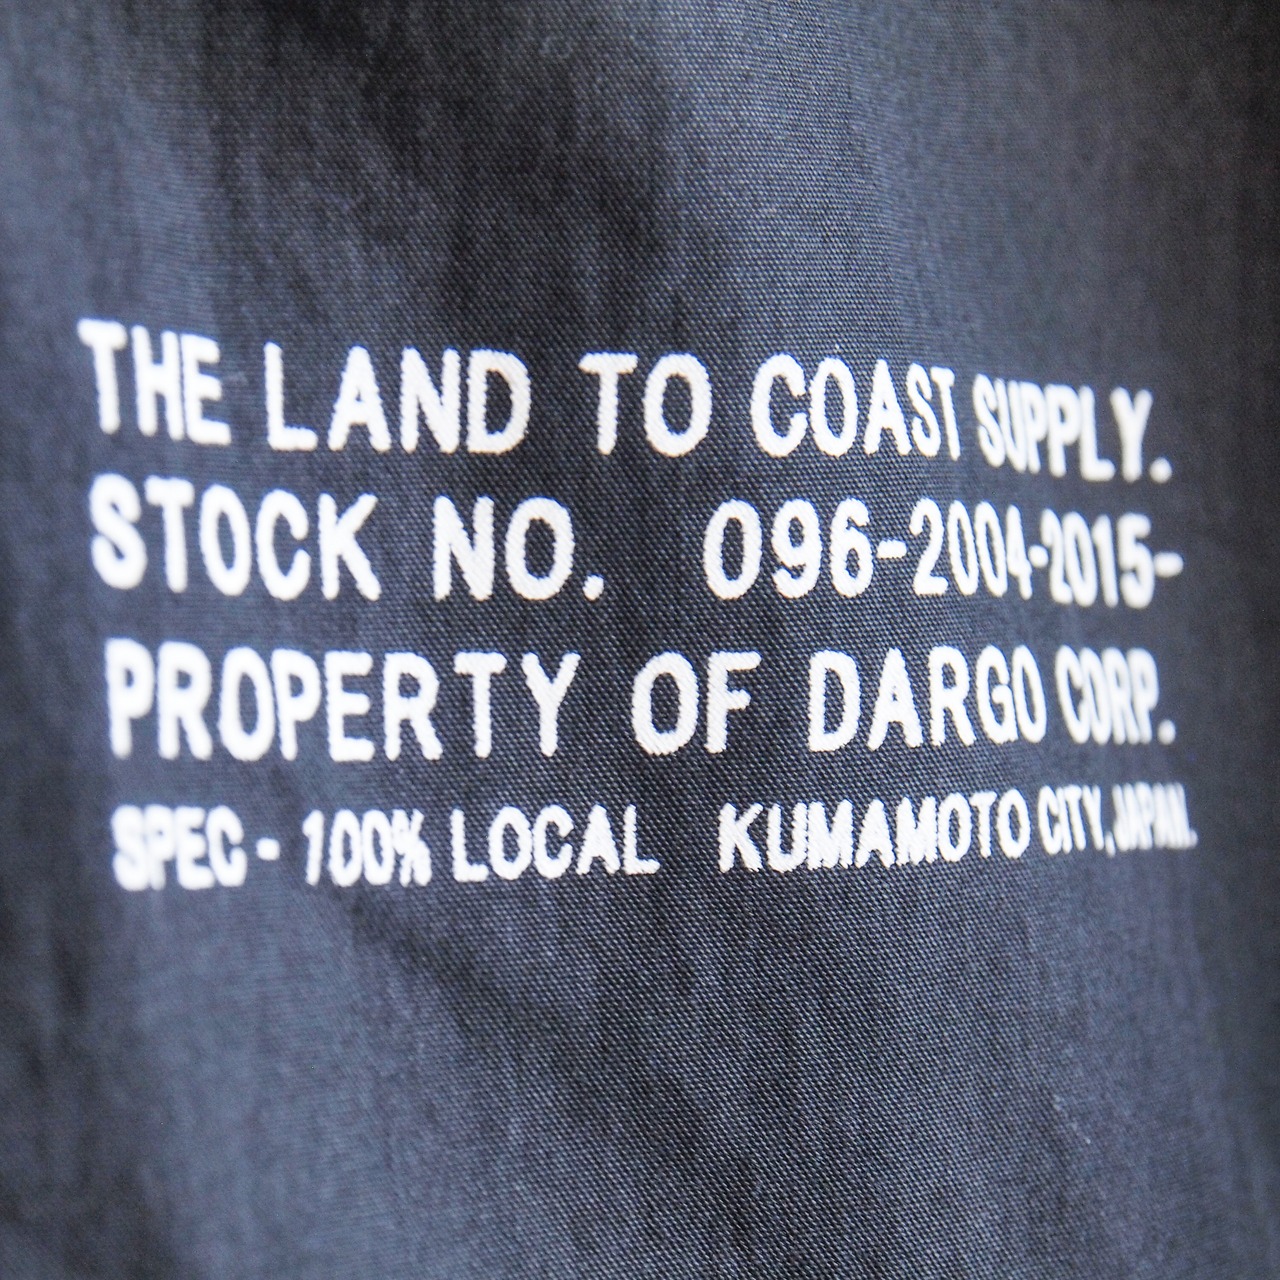 THE LAND TO COAST SUPPLY.
STOCK NO. 096-2004-2015-
PROPERTY OF DARGO CORP.
SPEC - 100% LOCAL KUMAMOTO CITY, JAPAN.